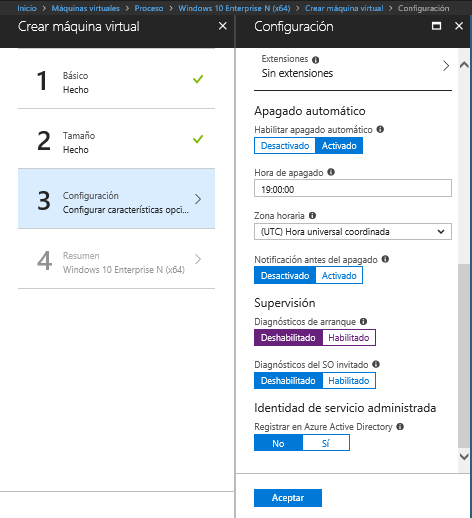 Inicio > Máquinas virtuales > Proceso > Windows 10 Enterprise N (x64) > Crear máquina virtual > Configuración
Crear máquina virtual
1
Básico
Hecho
2
Tamaño
Hecho
3
Configuración
Configurar características opci...
4
Resumen
Windows 10 Enterprise N (x64)
Configuración
Extensiones
Sin extensiones
Apagado automático
Habilitar apagado automático
Desactivado Activado
Hora de apagado
19:00:00
Zona horaria
(UTC) Hora universal coordinada
Notificación antes del apagado
Desactivado Activado
Supervisión
Diagnósticos de arranque
Deshabilitado Habilitado
Diagnósticos del SO invitado
Deshabilitado Habilitado
Identidad de servicio administrada
Registrar en Azure Active Directory
No Sí
Aceptar